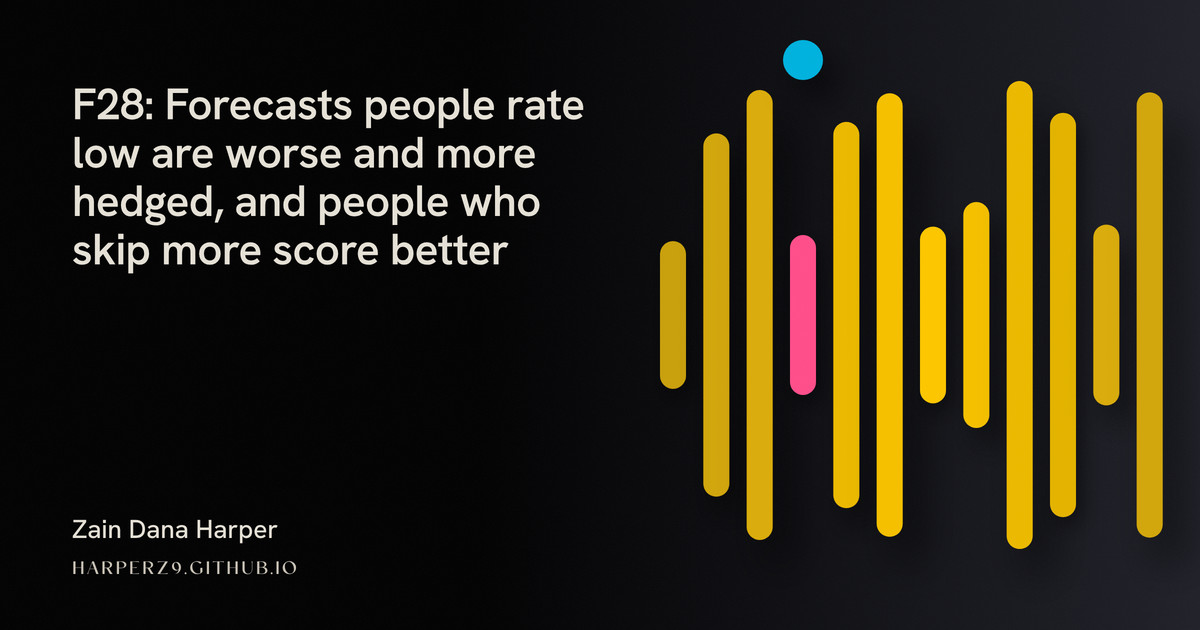 F28: Forecasts people rate
low are worse and more
hedged, and people who
skip more score better
Zain Dana Harper
HARPERZ9.GITHUB.IO